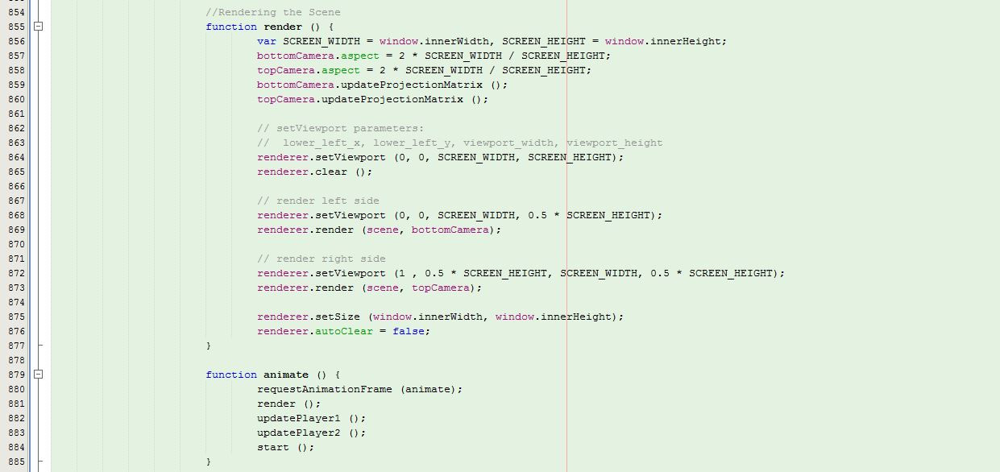 854 //Rendering the Scene
855 function render () {
856 var SCREEN_WIDTH = window.innerWidth, SCREEN_HEIGHT = window.innerHeight;
857 bottomCamera.aspect = 2 * SCREEN_WIDTH / SCREEN_HEIGHT;
858 topCamera.aspect = 2 * SCREEN_WIDTH / SCREEN_HEIGHT;
859 bottomCamera.updateProjectionMatrix ();
860 topCamera.updateProjectionMatrix ();
861
862 // setViewport parameters:
863 //  lower_left_x, lower_left_y, viewport_width, viewport_height
864 renderer.setViewport (0, 0, SCREEN_WIDTH, SCREEN_HEIGHT);
865 renderer.clear ();
866
867 // render left side
868 renderer.setViewport (0, 0, SCREEN_WIDTH, 0.5 * SCREEN_HEIGHT);
869 renderer.render (scene, bottomCamera);
870
871 // render right side
872 renderer.setViewport (1 , 0.5 * SCREEN_HEIGHT, SCREEN_WIDTH, 0.5 * SCREEN_HEIGHT);
873 renderer.render (scene, topCamera);
874
875 renderer.setSize (window.innerWidth, window.innerHeight);
876 renderer.autoClear = false;
877 }
878
879 function animate () {
880 requestAnimationFrame (animate);
881 render ();
882 updatePlayer1 ();
883 updatePlayer2 ();
884 start ();
885 }